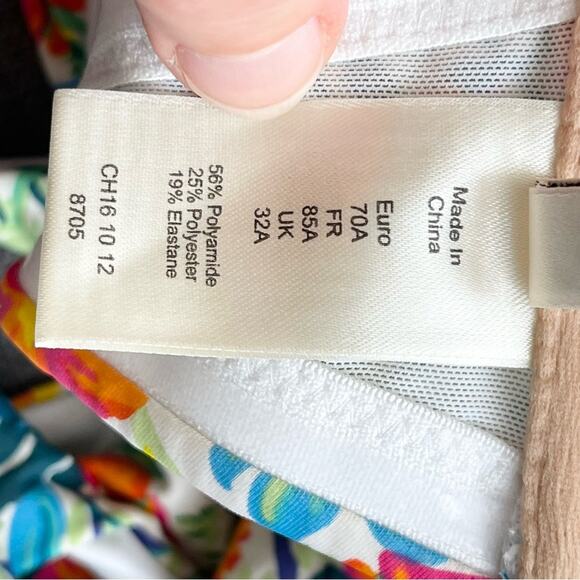 Made In
China
Euro
70A
FR
85A
UK
32A
56% Polyamide
25% Polyester
19% Elastane
CH16 10 12
8705